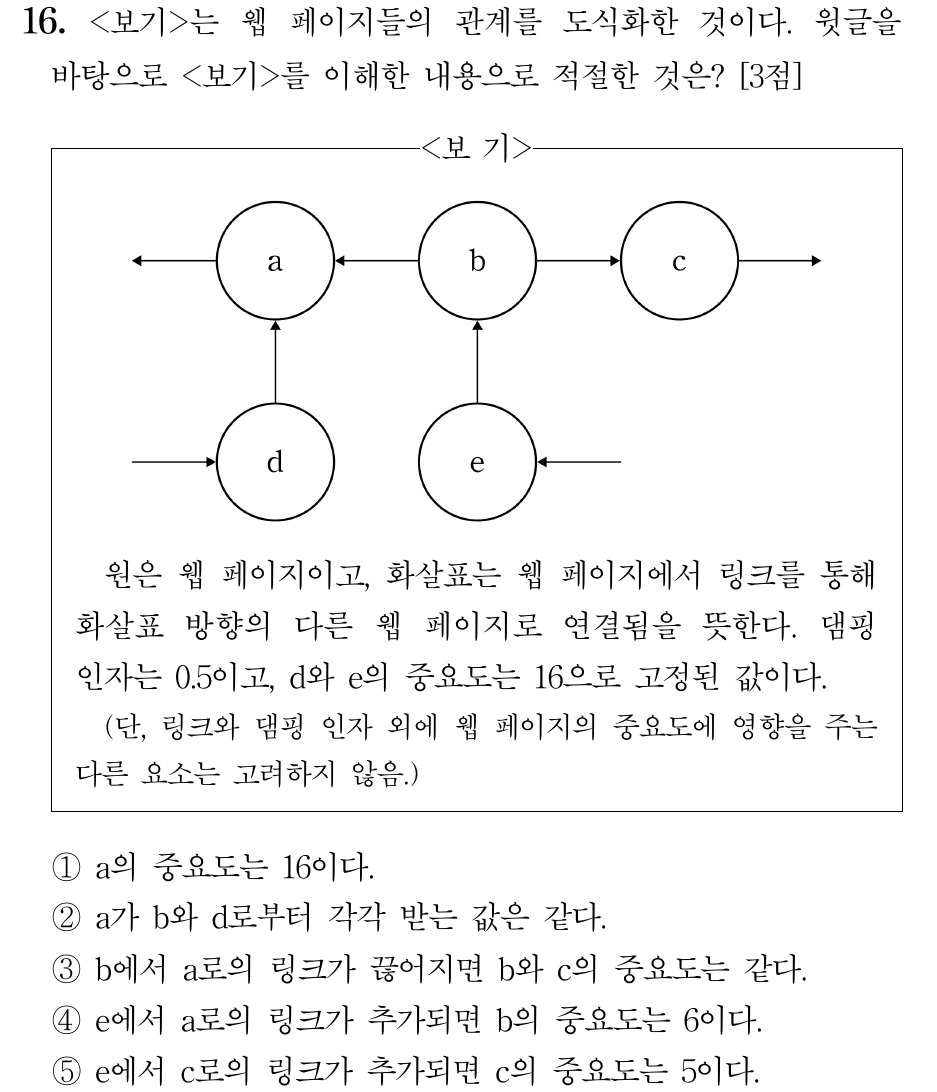 16. <보기>는 웹 페이지들의 관계를 도식화한 것이다. 윗글을
바탕으로 <보기>를 이해한 내용으로 적절한 것은? [3점]
<보 기>
a b c
d e
원은 웹 페이지이고, 화살표는 웹 페이지에서 링크를 통해
화살표 방향의 다른 웹 페이지로 연결됨을 뜻한다. 댐핑
인자는 0.5이고, d와 e의 중요도는 16으로 고정된 값이다.
(단, 링크와 댐핑 인자 외에 웹 페이지의 중요도에 영향을 주는
다른 요소는 고려하지 않음.)
① a의 중요도는 16이다.
② a가 b와 d로부터 각각 받는 값은 같다.
③ b에서 a로의 링크가 끊어지면 b와 c의 중요도는 같다.
④ e에서 a로의 링크가 추가되면 b의 중요도는 6이다.
⑤ e에서 c로의 링크가 추가되면 c의 중요도는 5이다.